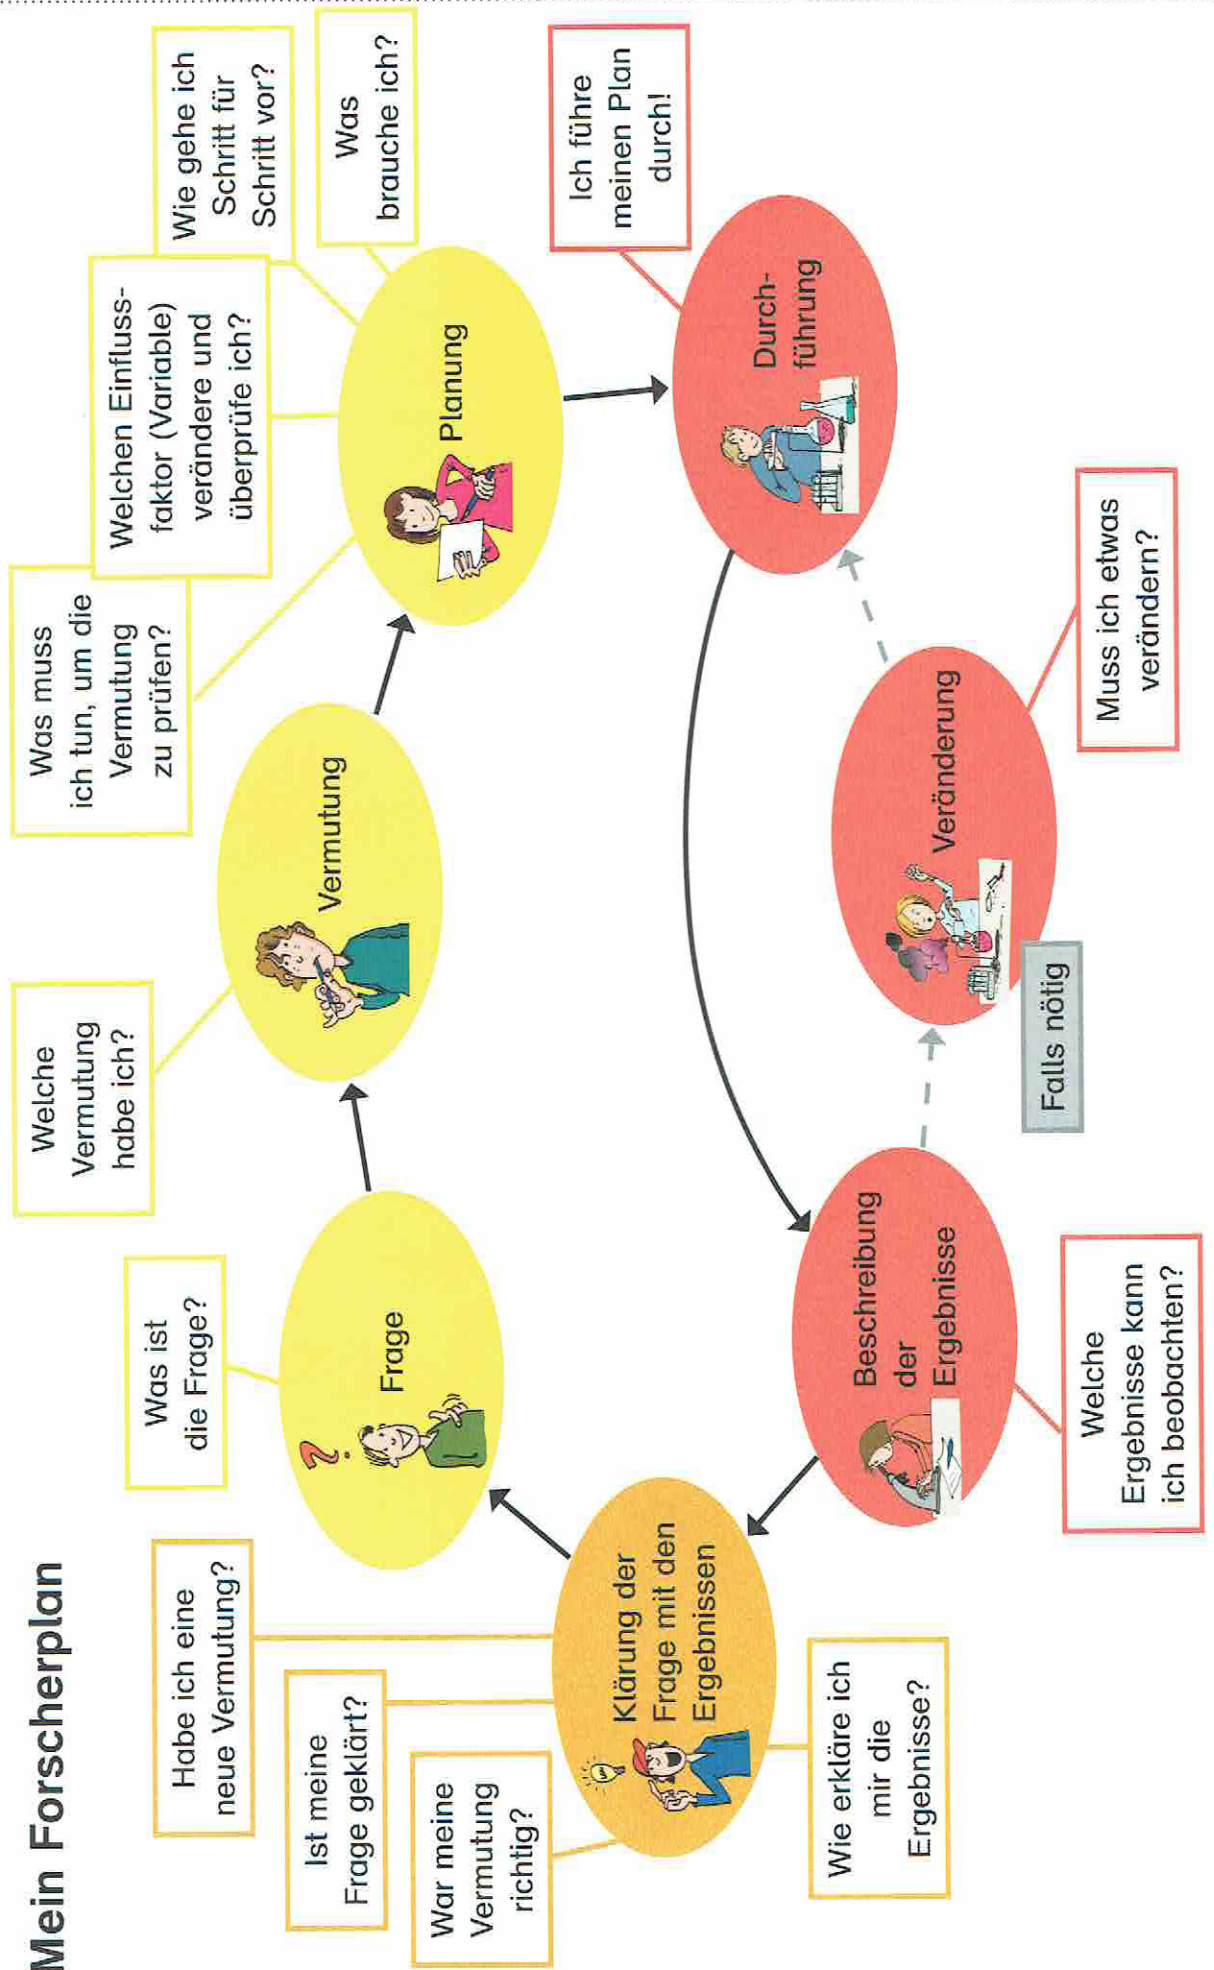 Mein Forscherplan
Was ist
die Frage?
Frage
?
Welche
Vermutung
habe ich?
Vermutung
Was muss
ich tun, um die
Vermutung
zu prüfen?
Welchen Einfluss-
faktor (Variable)
verändere und
überprüfe ich?
Wie gehe ich
Schritt für
Schritt vor?
Was
brauche ich?
Planung
Ich führe
meinen Plan
durch!
Durch-
führung
Muss ich etwas
verändern?
Veränderung
Falls nötig
Beschreibung
der
Ergebnisse
Welche
Ergebnisse kann
ich beobachten?
Klärung der
Frage mit den
Ergebnissen
Habe ich eine
neue Vermutung?
Ist meine
Frage geklärt?
War meine
Vermutung
richtig?
Wie erkläre ich
mir die
Ergebnisse?